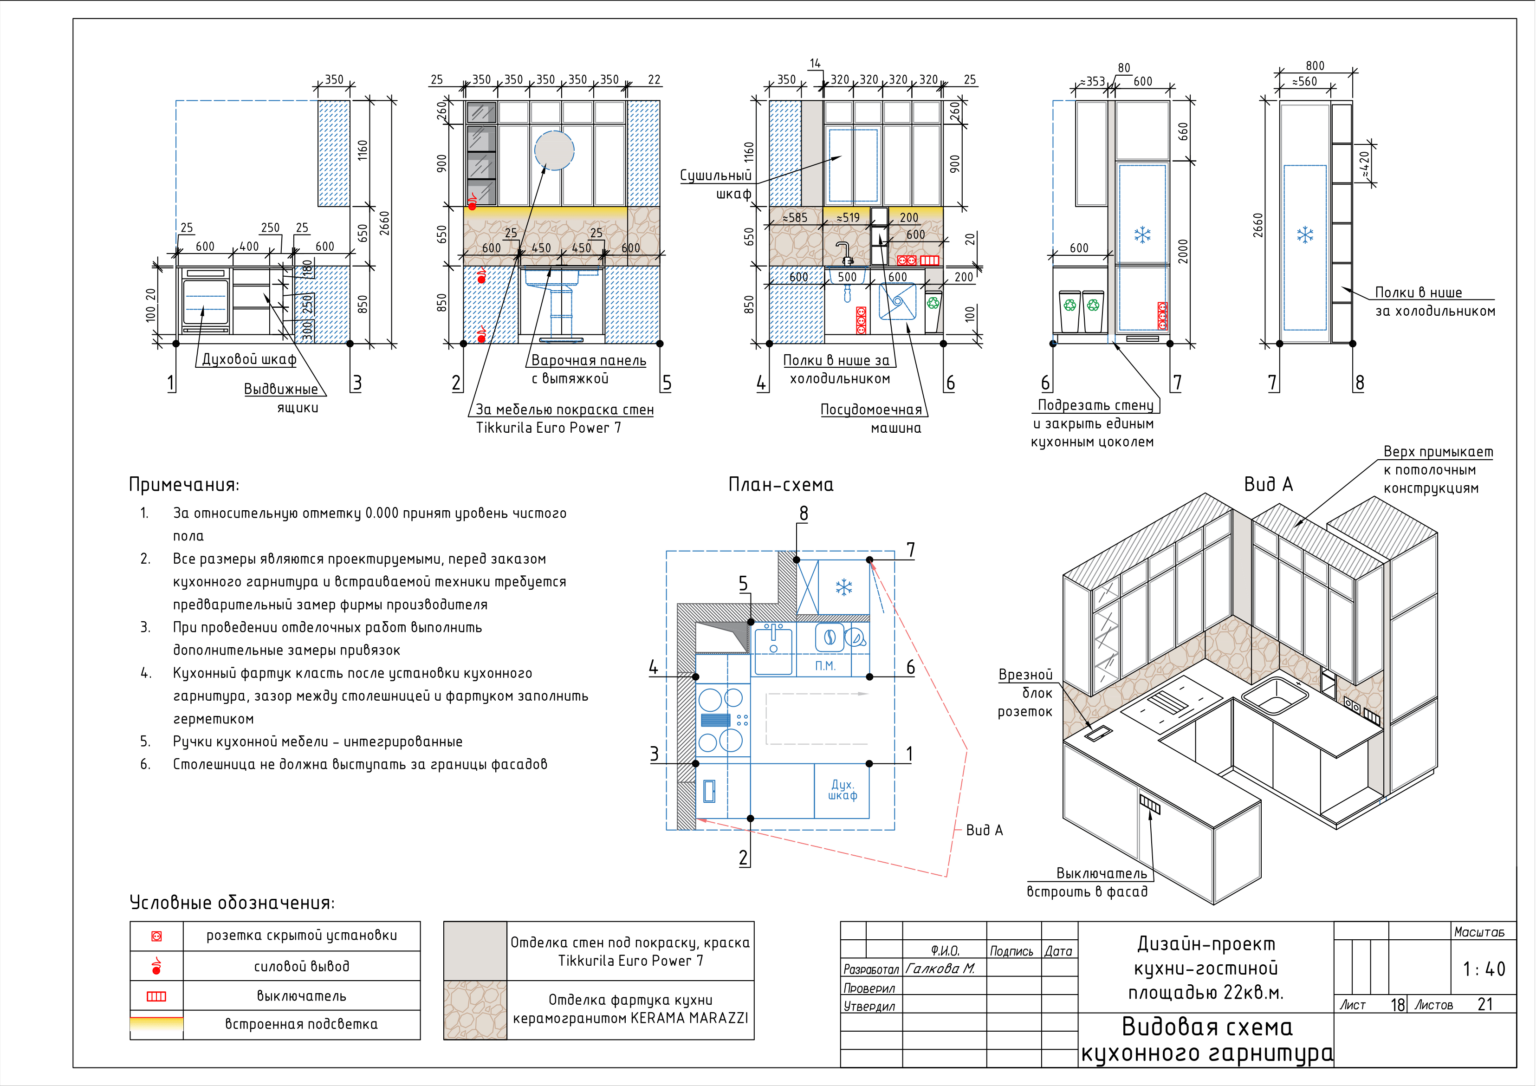 350
1160
650
2660
850
25
600
400
250
25
600
180
250
300
100 20
Духовой шкаф
Выдвижные
ящики
1
3
25
350
350
350
350
350
22
260
900
650
850
25
25
600
450
450
600
Варочная панель
с вытяжкой
За мебелью покраска стен
Tikkurila Euro Power 7
2
5
14
350
320
320
320
320
25
1160
650
850
260
900
20
100
Сушильный
шкаф
≈585
≈519
200
600
600
500
600
200
Полки в нише за
холодильником
Посудомоечная
машина
4
6
80
≈353
600
660
2000
600
Подрезать стену
и закрыть единым
кухонным цоколем
6
7
800
≈560
2660
≈420
Полки в нише
за холодильником
7
8
Примечания:
1. За относительную отметку 0.000 принят уровень чистого
пола
2. Все размеры являются проектируемыми, перед заказом
кухонного гарнитура и встраиваемой техники требуется
предварительный замер фирмы производителя
3. При проведении отделочных работ выполнить
дополнительные замеры привязок
4. Кухонный фартук класть после установки кухонного
гарнитура, зазор между столешницей и фартуком заполнить
герметиком
5. Ручки кухонной мебели - интегрированные
6. Столешница не должна выступать за границы фасадов
План-схема
8
7
5
4
6
3
1
2
П.М.
Дух.
шкаф
Вид А
Вид А
Верх примыкает
к потолочным
конструкциям
Врезной
блок
розеток
Выключатель
встроить в фасад
Условные обозначения:
розетка скрытой установки
силовой вывод
выключатель
встроенная подсветка
Отделка стен под покраску, краска
Tikkurila Euro Power 7
Отделка фартука кухни
керамогранитом KERAMA MARAZZI
Ф.И.О. Подпись Дата
Разработал Галкова М.
Проверил
Утвердил
Дизайн-проект
кухни-гостиной
площадью 22кв.м.
Видовая схема
кухонного гарнитура
Масштаб
1 : 40
Лист 18 Листов 21